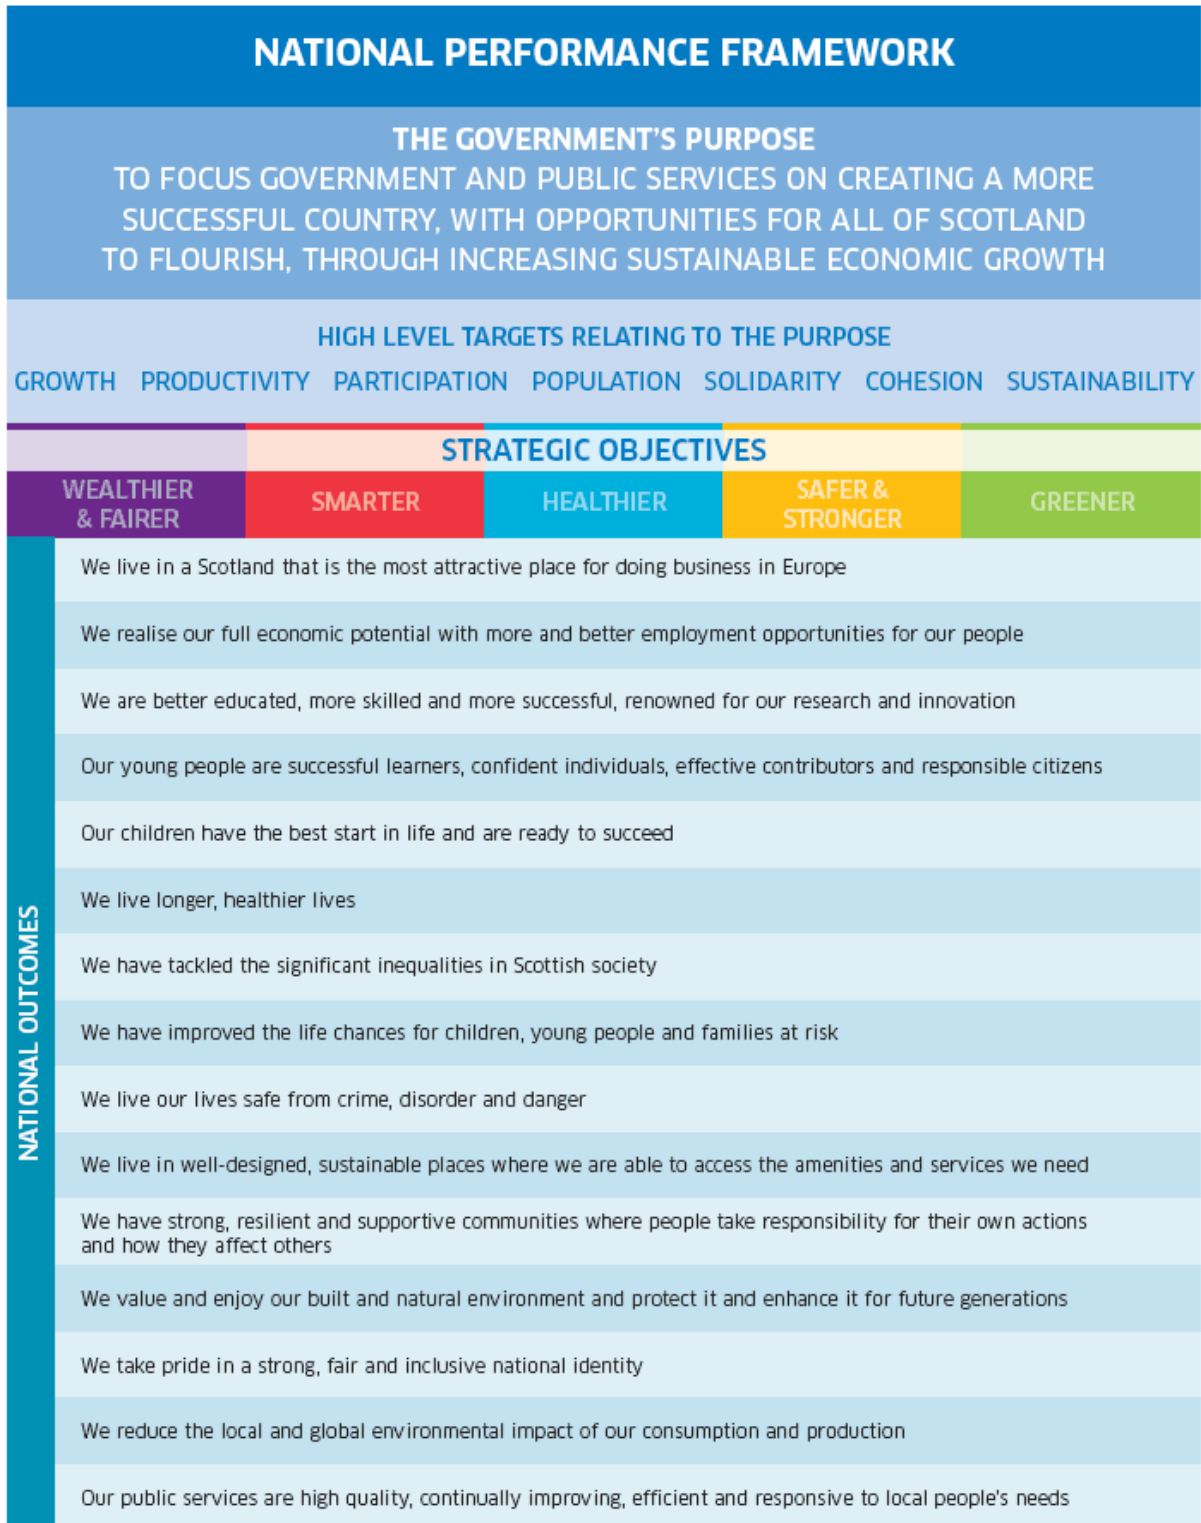 NATIONAL PERFORMANCE FRAMEWORK
THE GOVERNMENT'S PURPOSE
TO FOCUS GOVERNMENT AND PUBLIC SERVICES ON CREATING A MORE
SUCCESSFUL COUNTRY, WITH OPPORTUNITIES FOR ALL OF SCOTLAND
TO FLOURISH, THROUGH INCREASING SUSTAINABLE ECONOMIC GROWTH
HIGH LEVEL TARGETS RELATING TO THE PURPOSE
GROWTH PRODUCTIVITY PARTICIPATION POPULATION SOLIDARITY COHESION SUSTAINABILITY
STRATEGIC OBJECTIVES
WEALTHIER
& FAIRER
SMARTER
HEALTHIER
SAFER &
STRONGER
GREENER
NATIONAL OUTCOMES
We live in a Scotland that is the most attractive place for doing business in Europe
We realise our full economic potential with more and better employment opportunities for our people
We are better educated, more skilled and more successful, renowned for our research and innovation
Our young people are successful learners, confident individuals, effective contributors and responsible citizens
Our children have the best start in life and are ready to succeed
We live longer, healthier lives
We have tackled the significant inequalities in Scottish society
We have improved the life chances for children, young people and families at risk
We live our lives safe from crime, disorder and danger
We live in well-designed, sustainable places where we are able to access the amenities and services we need
We have strong, resilient and supportive communities where people take responsibility for their own actions
and how they affect others
We value and enjoy our built and natural environment and protect it and enhance it for future generations
We take pride in a strong, fair and inclusive national identity
We reduce the local and global environmental impact of our consumption and production
Our public services are high quality, continually improving, efficient and responsive to local people's needs